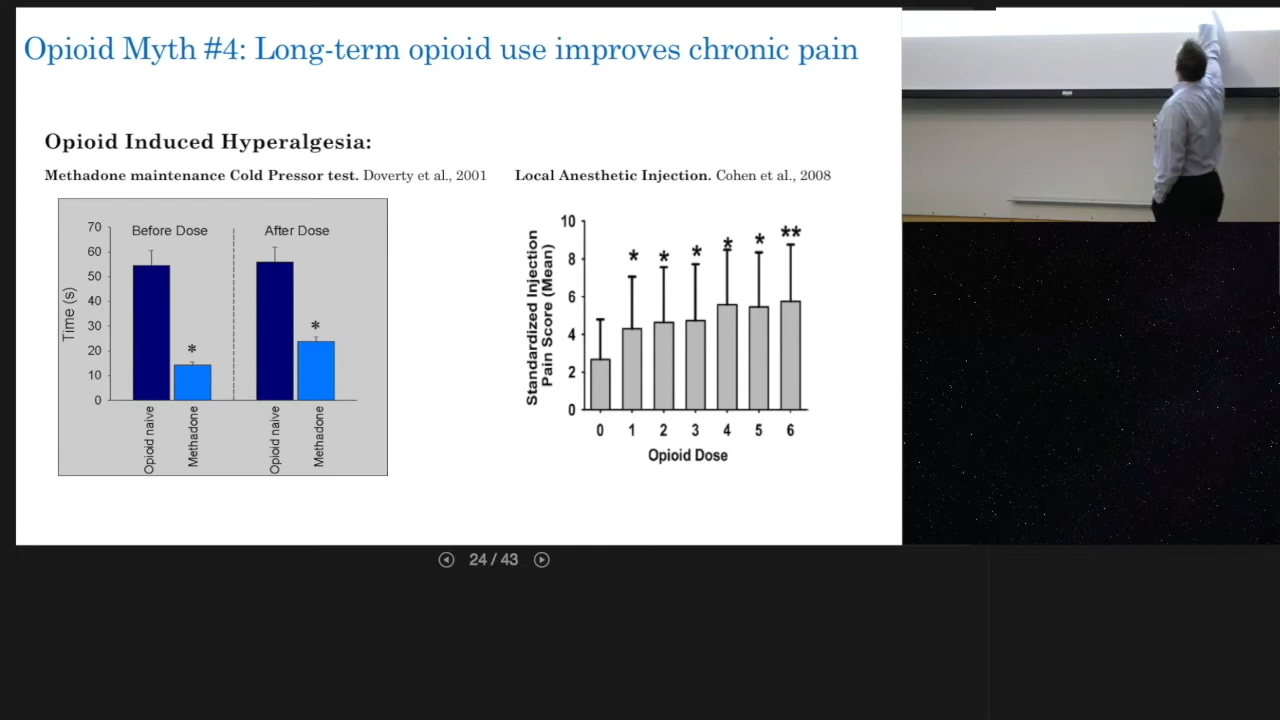 Opioid Myth #4: Long-term opioid use improves chronic pain
Opioid Induced Hyperalgesia:
Methadone maintenance Cold Pressor test. Doverty et al., 2001
Before Dose
After Dose
Time (s)
70
60
50
40
30
20
10
0
*
*
Opioid naive
Methadone
Opioid naive
Methadone
Local Anesthetic Injection. Cohen et al., 2008
Standardized Injection
Pain Score (Mean)
10
8
6
4
2
0
* * * * * **
0 1 2 3 4 5 6
Opioid Dose
24 / 43